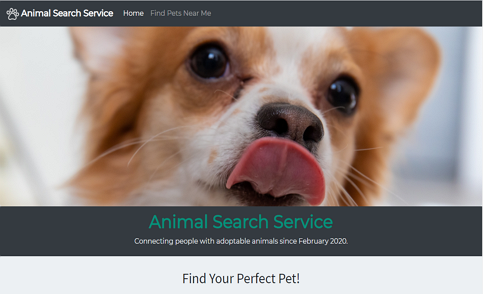 Animal Search Service Home Find Pets Near Me
Animal Search Service
Connecting people with adoptable animals since February 2020.
Find Your Perfect Pet!